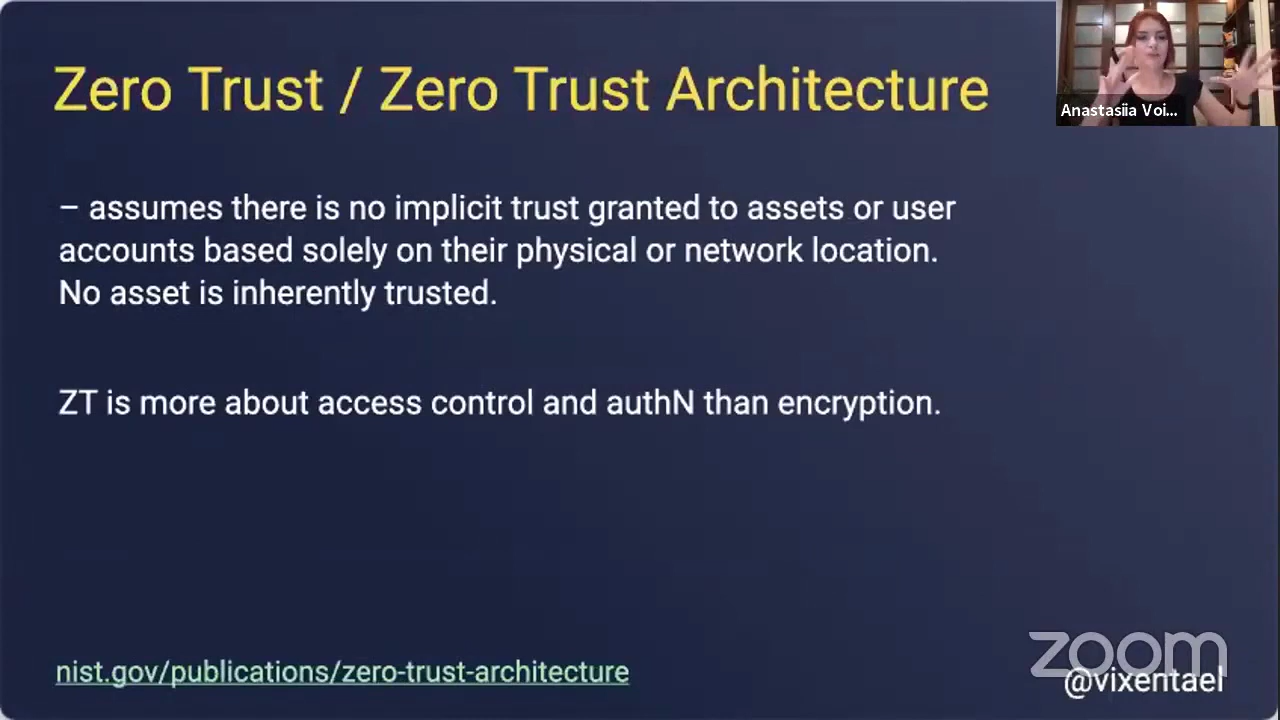 Zero Trust / Zero Trust Architecture
Anastasiia Voi...
– assumes there is no implicit trust granted to assets or user
accounts based solely on their physical or network location.
No asset is inherently trusted.
ZT is more about access control and authN than encryption.
nist.gov/publications/zero-trust-architecture
zoom
@vixentael